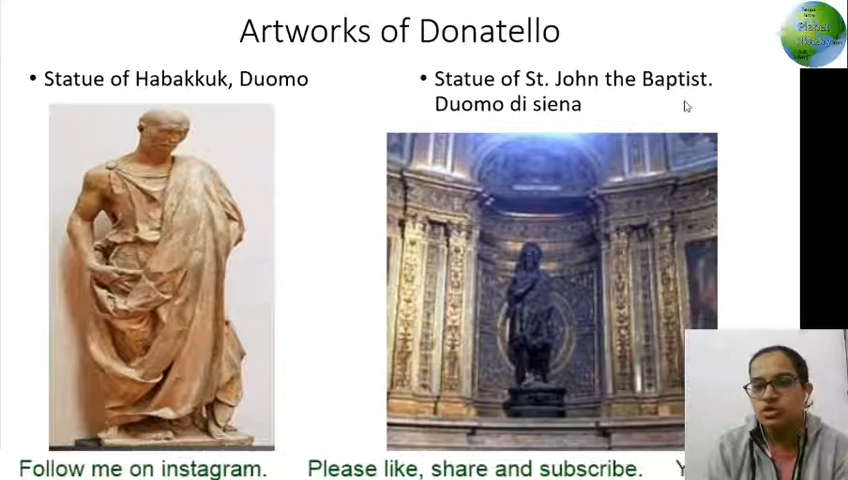 Artworks of Donatello
• Statue of Habakkuk, Duomo
• Statue of St. John the Baptist.
Duomo di siena
Follow me on instagram.
Please like, share and subscribe.
Y